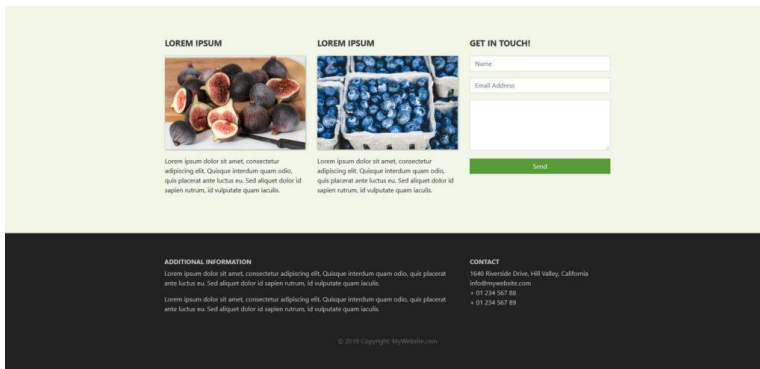 LOREM IPSUM
Lorem ipsum dolor sit amet, consectetur
adipiscing elit. Quisque interdum quam odio,
quis placerat ante luctus eu. Sed aliquet dolor id
sapien rutrum, id vulputate quam iaculis.
LOREM IPSUM
Lorem ipsum dolor sit amet, consectetur
adipiscing elit. Quisque interdum quam odio,
quis placerat ante luctus eu. Sed aliquet dolor id
sapien rutrum, id vulputate quam iaculis.
GET IN TOUCH!
Name
Email Address
Send
ADDITIONAL INFORMATION
Lorem ipsum dolor sit amet, consectetur adipiscing elit. Quisque interdum quam odio, quis placerat
ante luctus eu. Sed aliquet dolor id sapien rutrum, id vulputate quam iaculis.
Lorem ipsum dolor sit amet, consectetur adipiscing elit. Quisque interdum quam odio, quis placerat
ante luctus eu. Sed aliquet dolor id sapien rutrum, id vulputate quam iaculis.
CONTACT
1640 Riverside Drive, Hill Valley, California
info@mywebsite.com
+ 01 234 567 88
+ 01 234 567 89
© 2019 Copyright: MyWebsite.com